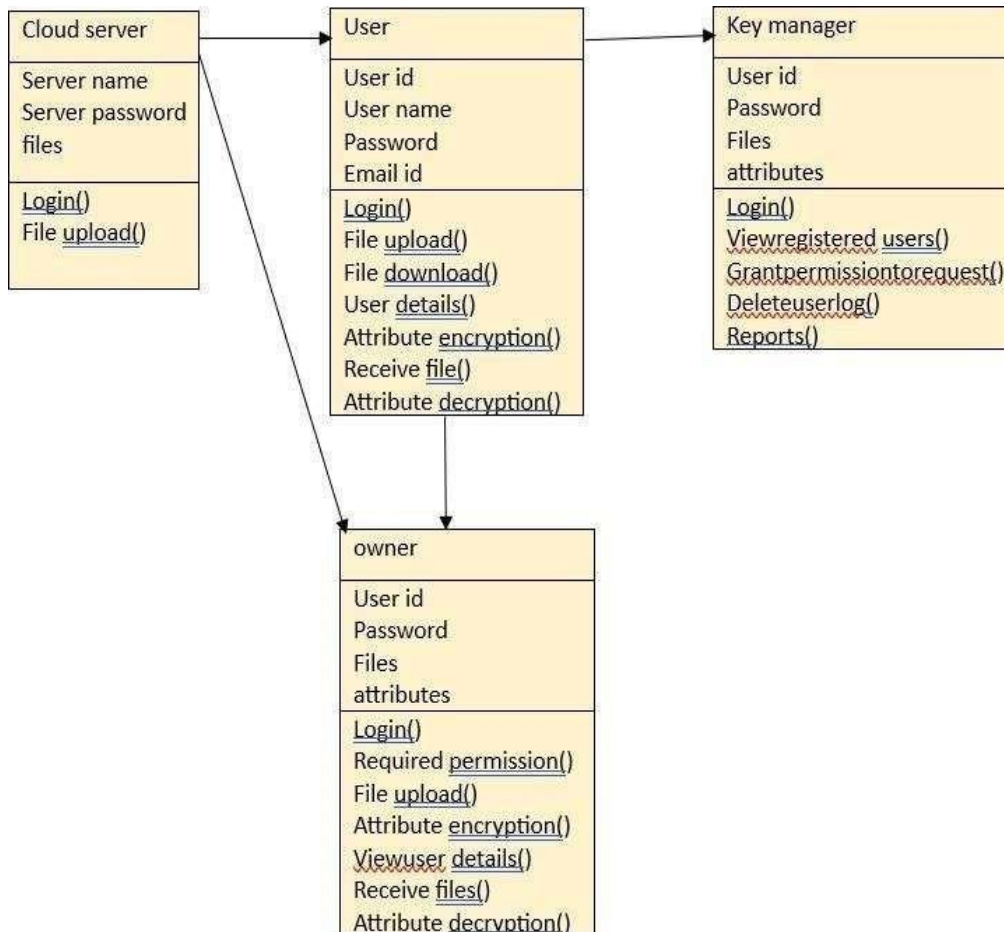 Cloud server
Server name
Server password
files
Login()
File upload()
User
User id
User name
Password
Email id
Login()
File upload()
File download()
User details()
Attribute encryption()
Receive file()
Attribute decryption()
Key manager
User id
Password
Files
attributes
Login()
Viewregistered users()
Grantpermissiontorequest()
Deleteuserlog()
Reports()
owner
User id
Password
Files
attributes
Login()
Required permission()
File upload()
Attribute encryption()
Viewuser details()
Receive files()
Attribute decryption()